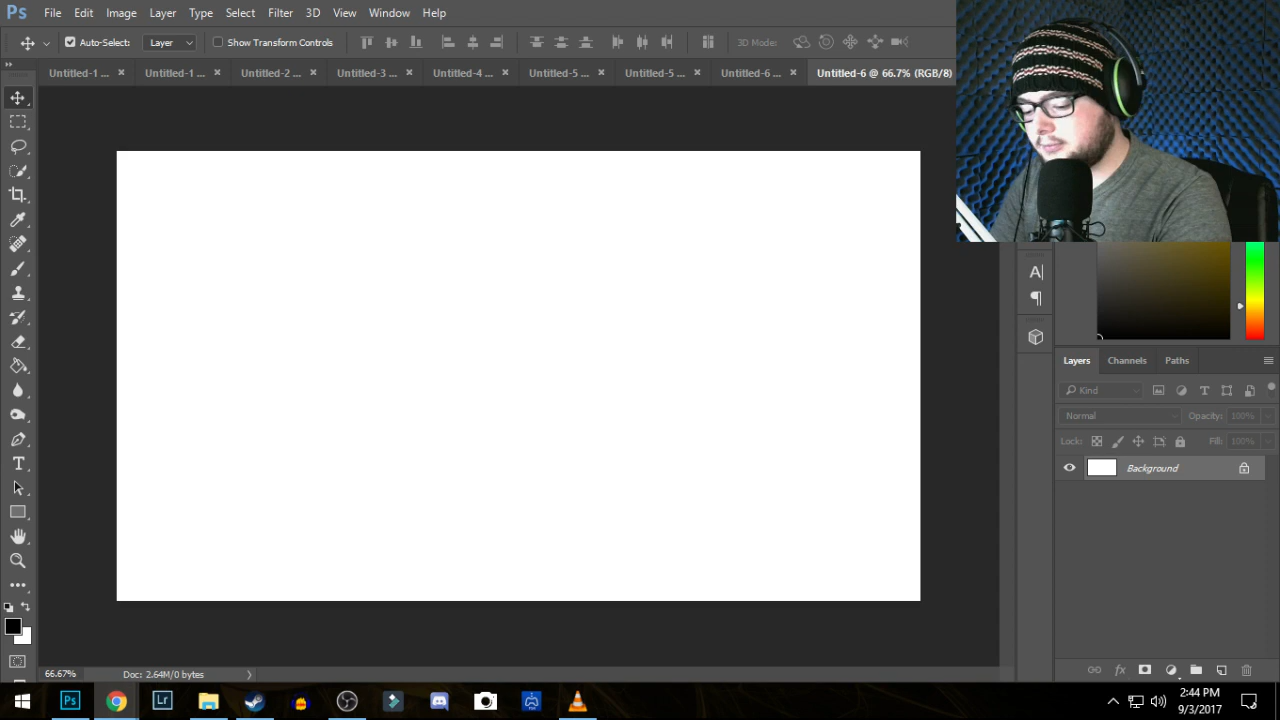 Ps File Edit Image Layer Type Select Filter 3D View Window Help
Auto-Select: Layer Show Transform Controls 3D Mode:
Untitled-1 ... × Untitled-1 ... × Untitled-2 ... × Untitled-3 ... × Untitled-4 ... × Untitled-5 ... × Untitled-5 ... × Untitled-6 ... × Untitled-6 @ 66.7% (RGB/8)
A
¶
Layers Channels Paths
Kind
T
Normal Opacity: 100%
Lock: Fill: 100%
Background
T
fx
66.67% Doc: 2.64M/0 bytes
Ps Lr
2:44 PM
9/3/2017